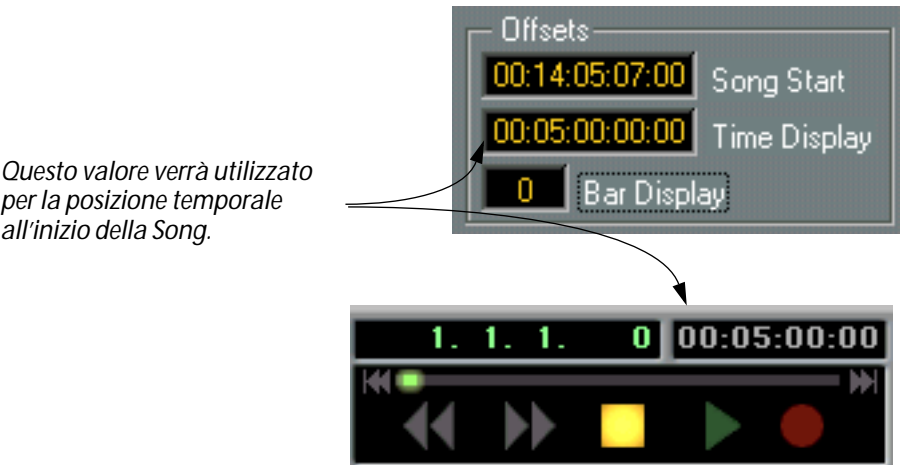 Offsets
00:14:05:07:00 Song Start
00:05:00:00:00 Time Display
0 Bar Display
Questo valore verrà utilizzato
per la posizione temporale
all'inizio della Song.
1. 1. 1. 0 00:05:00:00